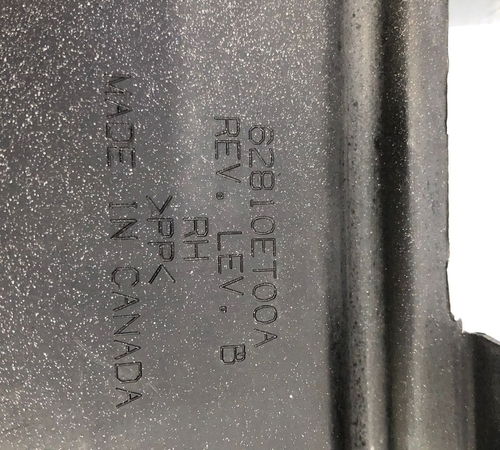 62810ET00A
REV. LEV. B
RH
>PP<
MADE IN CANADA